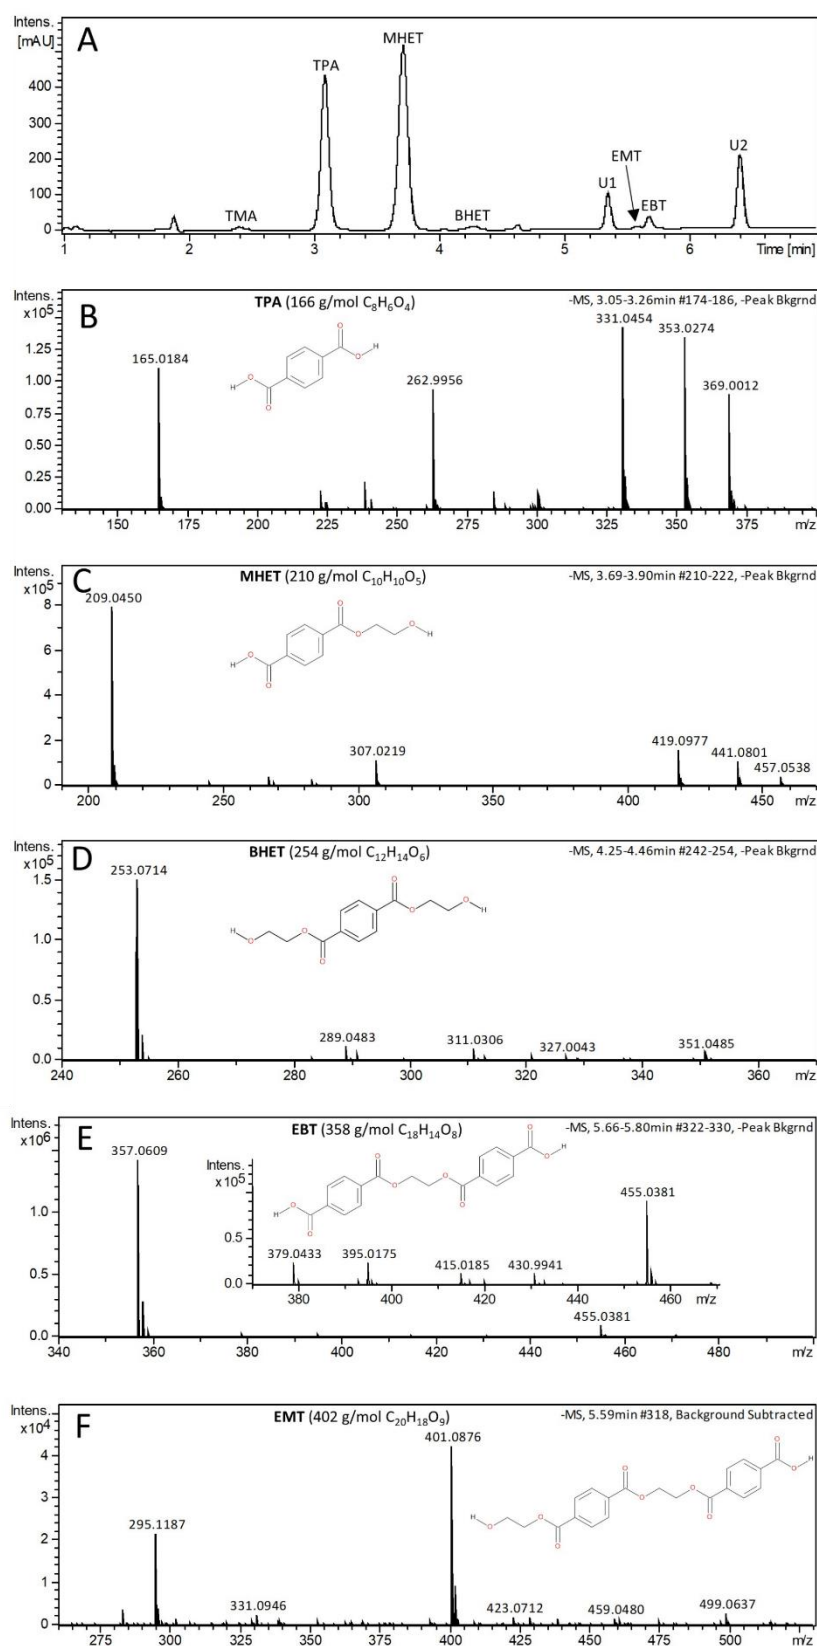 Intens.
[mAU]
A
TPA
MHET
TMA
BHET
U1
EMT
EBT
U2
400
300
200
100
0
1 2 3 4 5 6 Time [min]
Intens.
x10⁵
B
TPA (166 g/mol C₈H₆O₄)
-MS, 3.05-3.26min #174-186, -Peak Bkgrnd
165.0184
262.9956
331.0454
353.0274
369.0012
H O O O O H
1.25
1.00
0.75
0.50
0.25
0.00
150 175 200 225 250 275 300 325 350 375 m/z
Intens.
x10⁵
C
MHET (210 g/mol C₁₀H₁₀O₅)
-MS, 3.69-3.90min #210-222, -Peak Bkgrnd
209.0450
307.0219
419.0977
441.0801
457.0538
H O O O O O H
8
6
4
2
0
200 250 300 350 400 450 m/z
Intens.
x10⁵
D
BHET (254 g/mol C₁₂H₁₄O₆)
-MS, 4.25-4.46min #242-254, -Peak Bkgrnd
253.0714
289.0483
311.0306
327.0043
351.0485
H O O O O O O H
1.5
1.0
0.5
0.0
240 260 280 300 320 340 360 m/z
Intens.
x10⁶
E
EBT (358 g/mol C₁₈H₁₄O₈)
-MS, 5.66-5.80min #322-330, -Peak Bkgrnd
357.0609
455.0381
H O O O O O O O O H
1.0
0.5
0.0
340 360 380 400 420 440 460 480 m/z
Intens.
x10⁵
379.0433
395.0175
415.0185
430.9941
455.0381
0.5
0.0
380 400 420 440 460 m/z
Intens.
x10⁴
F
EMT (402 g/mol C₂₀H₁₈O₉)
-MS, 5.59min #318, Background Subtracted
295.1187
331.0946
401.0876
423.0712
459.0480
499.0637
H O O O O O O O O O H
4
3
2
1
0
275 300 325 350 375 400 425 450 475 500 m/z